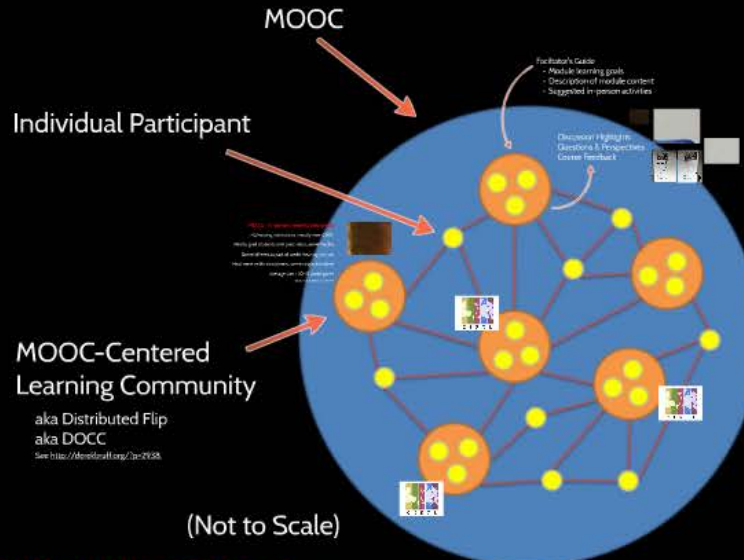 MOOC
Facilitator's Guide
- Module learning goals
- Description of module content
- Suggested in-person activities
Individual Participant
Discussion Highlights
Questions & Perspectives
Course Feedback
MOOC-Centered
Learning Community
aka Distributed Flip
aka DOCC
See http://derekbruff.org/?p=2938.
(Not to Scale)